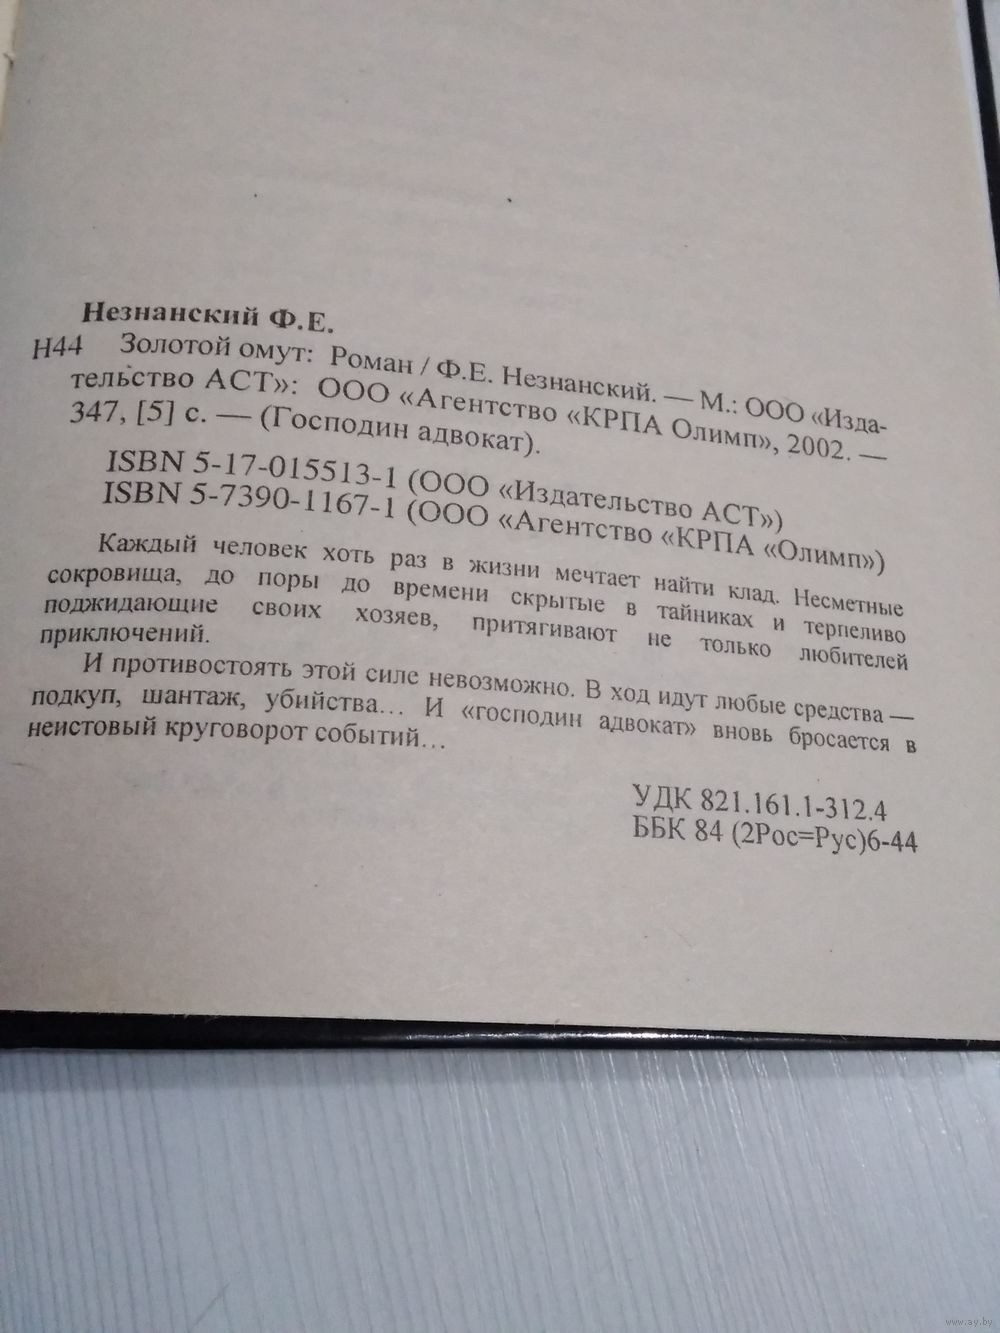 Незнанский Ф.Е.
Н44 Золотой омут: Роман / Ф.Е. Незнанский. — М.: ООО «Изда-
тельство АСТ»: ООО «Агентство «КРПА Олимп», 2002. —
347, [5] с. — (Господин адвокат).
ISBN 5-17-015513-1 (ООО «Издательство АСТ»)
ISBN 5-7390-1167-1 (ООО «Агентство «КРПА «Олимп»)
Каждый человек хоть раз в жизни мечтает найти клад. Несметные
сокровища, до поры до времени скрытые в тайниках и терпеливо
поджидающие своих хозяев, притягивают не только любителей
приключений.
И противостоять этой силе невозможно. В ход идут любые средства —
подкуп, шантаж, убийства... И «господин адвокат» вновь бросается в
неистовый круговорот событий...
УДК 821.161.1-312.4
ББК 84 (2Рос=Рус)6-44
www.ay.by